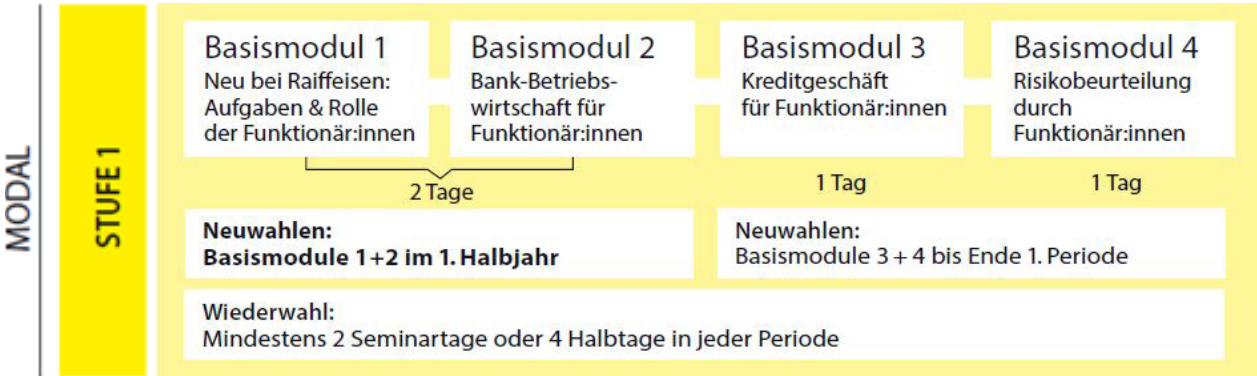 MODAL
STUFE 1
Basismodul 1
Neu bei Raiffeisen:
Aufgaben & Rolle
der Funktionär:innen
Basismodul 2
Bank-Betriebs-
wirtschaft für
Funktionär:innen
Basismodul 3
Kreditgeschäft
für Funktionär:innen
Basismodul 4
Risikobeurteilung
durch
Funktionär:innen
2 Tage
1 Tag
1 Tag
Neuwahlen:
Basismodule 1+2 im 1. Halbjahr
Neuwahlen:
Basismodule 3 + 4 bis Ende 1. Periode
Wiederwahl:
Mindestens 2 Seminartage oder 4 Halbtage in jeder Periode